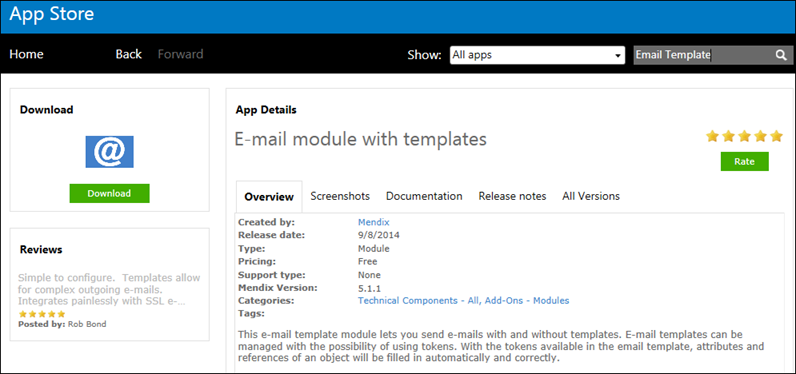 App Store
Home Back Forward Show: All apps Email Template
Download
@
Download
Reviews
Simple to configure. Templates allow
for complex outgoing e-mails.
Integrates painlessly with SSL e-...
Posted by: Rob Bond
App Details
E-mail module with templates
Rate
Overview Screenshots Documentation Release notes All Versions
Created by: Mendix
Release date: 9/8/2014
Type: Module
Pricing: Free
Support type: None
Mendix Version: 5.1.1
Categories: Technical Components - All, Add-Ons - Modules
Tags:
This e-mail template module lets you send e-mails with and without templates. E-mail templates can be
managed with the possibility of using tokens. With the tokens available in the email template, attributes and
references of an object will be filled in automatically and correctly.